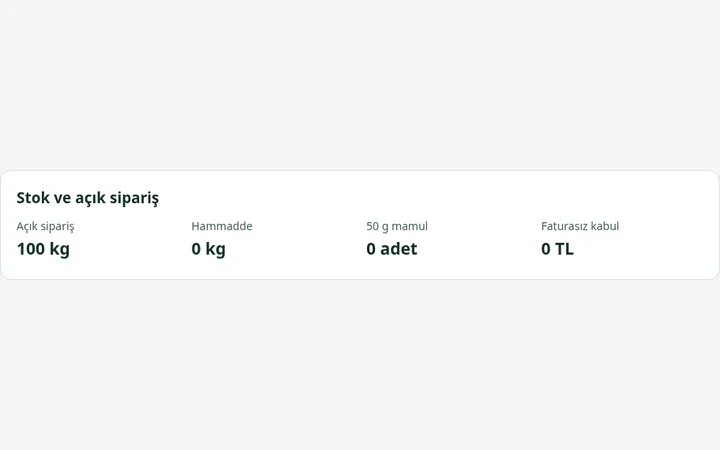 Stok ve açık sipariş
Açık sipariş
100 kg
Hammadde
0 kg
50 g mamul
0 adet
Faturasız kabul
0 TL